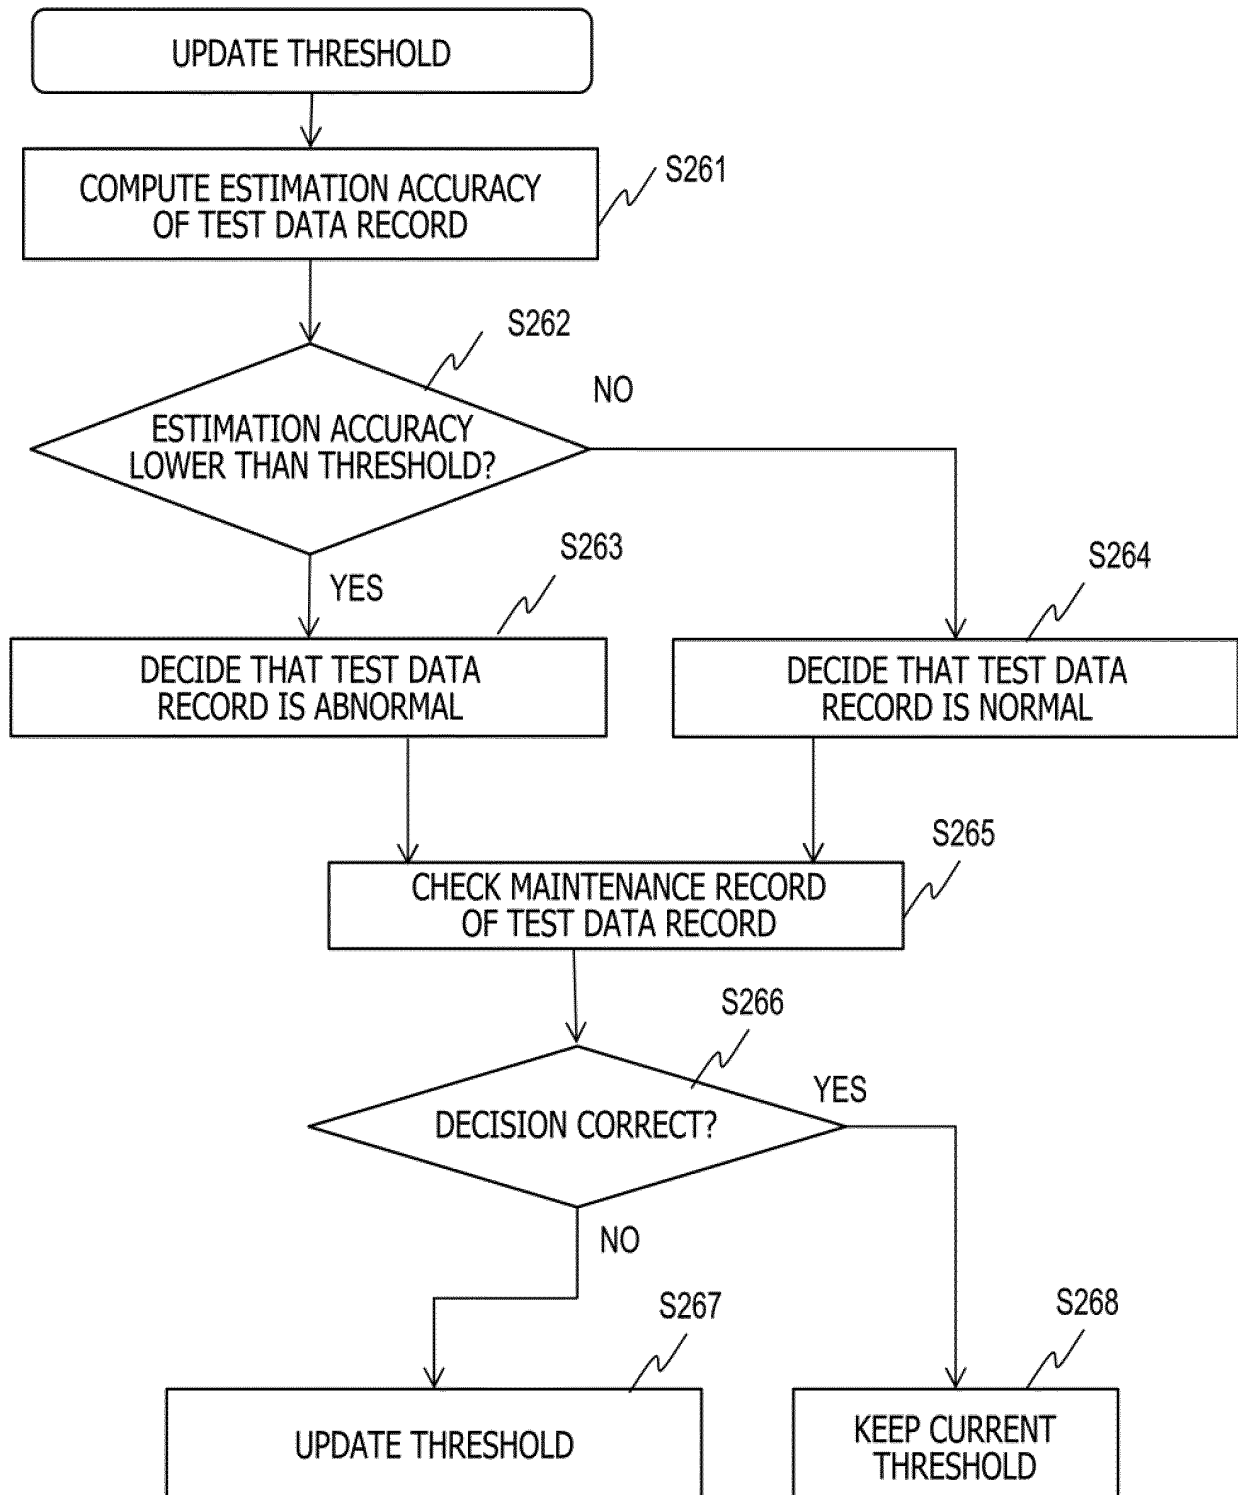 UPDATE THRESHOLD
COMPUTE ESTIMATION ACCURACY
OF TEST DATA RECORD
S261
S262
NO
ESTIMATION ACCURACY
LOWER THAN THRESHOLD?
YES
S263
S264
DECIDE THAT TEST DATA
RECORD IS ABNORMAL
DECIDE THAT TEST DATA
RECORD IS NORMAL
S265
CHECK MAINTENANCE RECORD
OF TEST DATA RECORD
S266
YES
DECISION CORRECT?
NO
S267
S268
UPDATE THRESHOLD
KEEP CURRENT
THRESHOLD